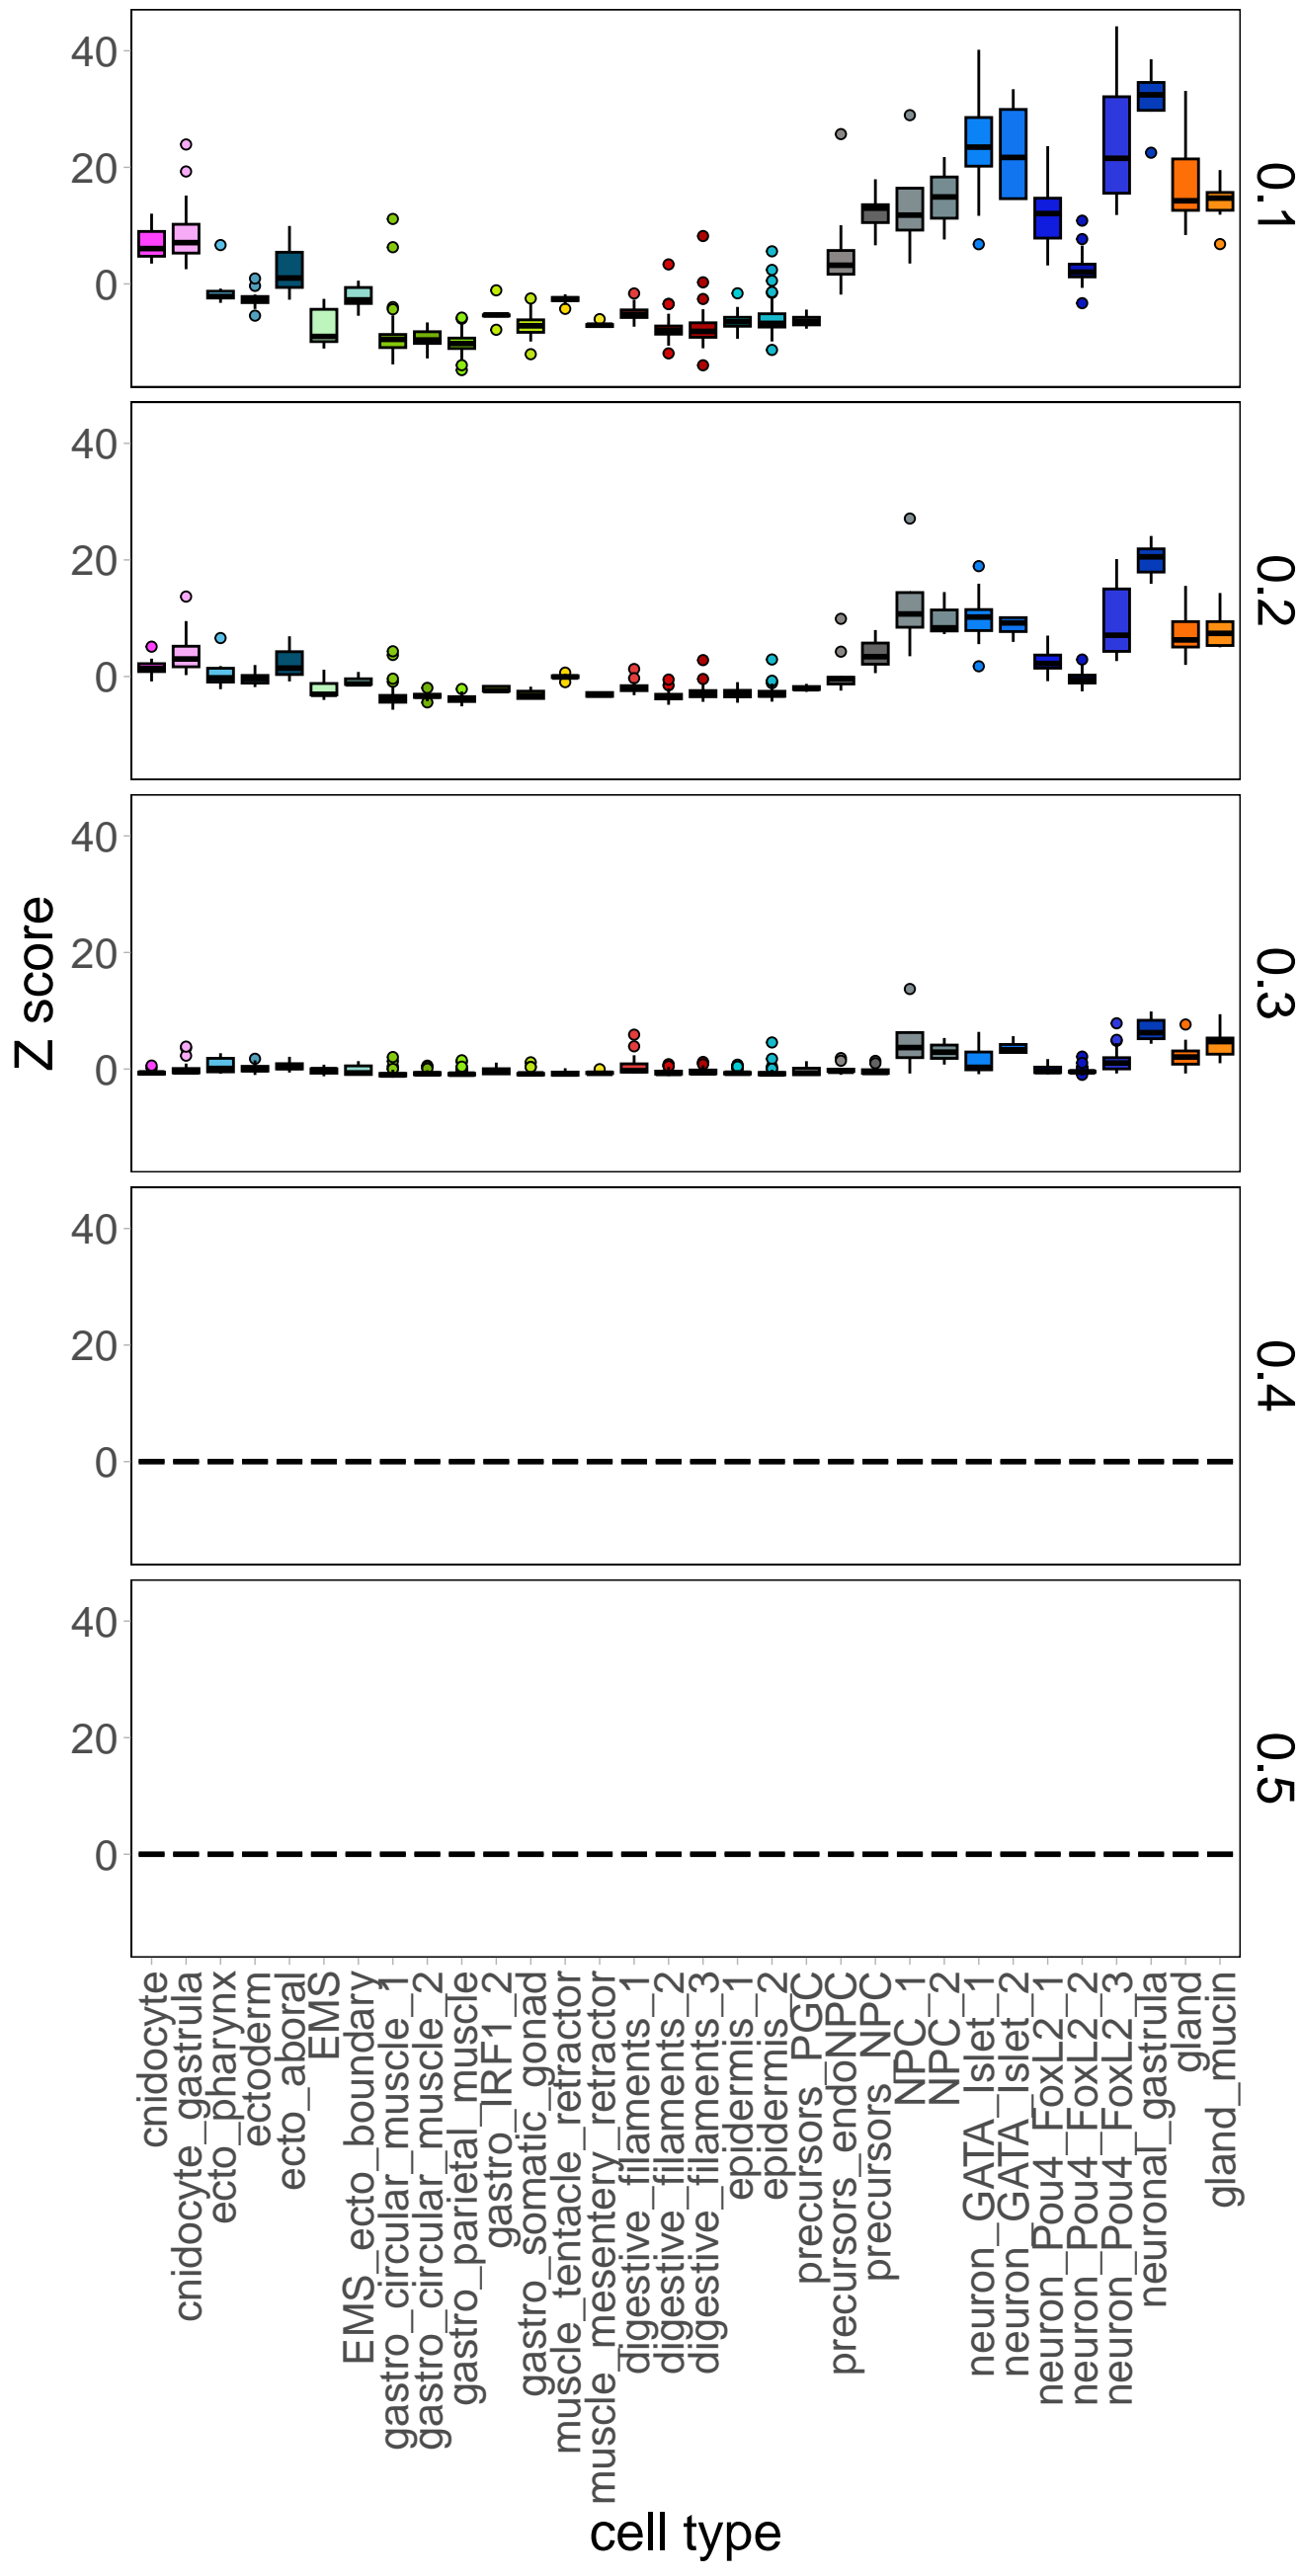 40
20
0
0.1
40
20
0
0.2
40
20
0
0.3
40
20
0
0.4
40
20
0
0.5
Z score
cnidocyte
cnidocyte_gastrula
ecto_pharynx
ectoderm
ecto_aboral
EMS
EMS_ecto_boundary
gastro_circular_muscle_1
gastro_circular_muscle_2
gastro_parietal_muscle
gastro_IRF1_2
gastro_somatic_gonad
muscle_tentacle_retractor
muscle_mesentery_retractor
digestive_filaments_1
digestive_filaments_2
digestive_filaments_3
epidermis_1
epidermis_2
precursors_PGC
precursors_endoNPC
precursors_NPC
NPC_1
NPC_2
neuron_GATA_Islet_1
neuron_GATA_Islet_2
neuron_Pou4_FoxL2_1
neuron_Pou4_FoxL2_2
neuron_Pou4_FoxL2_3
neuronal_gastrula
gland
gland_mucin
cell type